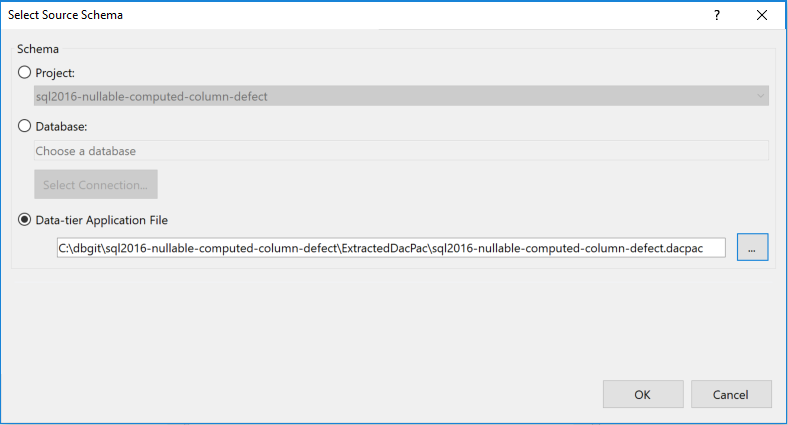 Select Source Schema
?
Schema
Project:
sql2016-nullable-computed-column-defect
Database:
Choose a database
Select Connection...
Data-tier Application File
C:\dbgit\sql2016-nullable-computed-column-defect\ExtractedDacPac\sql2016-nullable-computed-column-defect.dacpac
...
OK Cancel